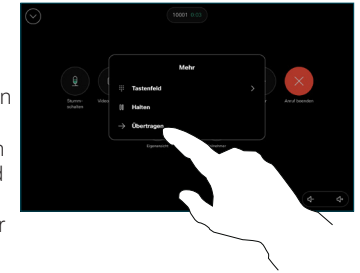 10001 0:03
Mehr
Tastenfeld
Halten
Übertragen
Stumm-
schalten
Anruf beenden